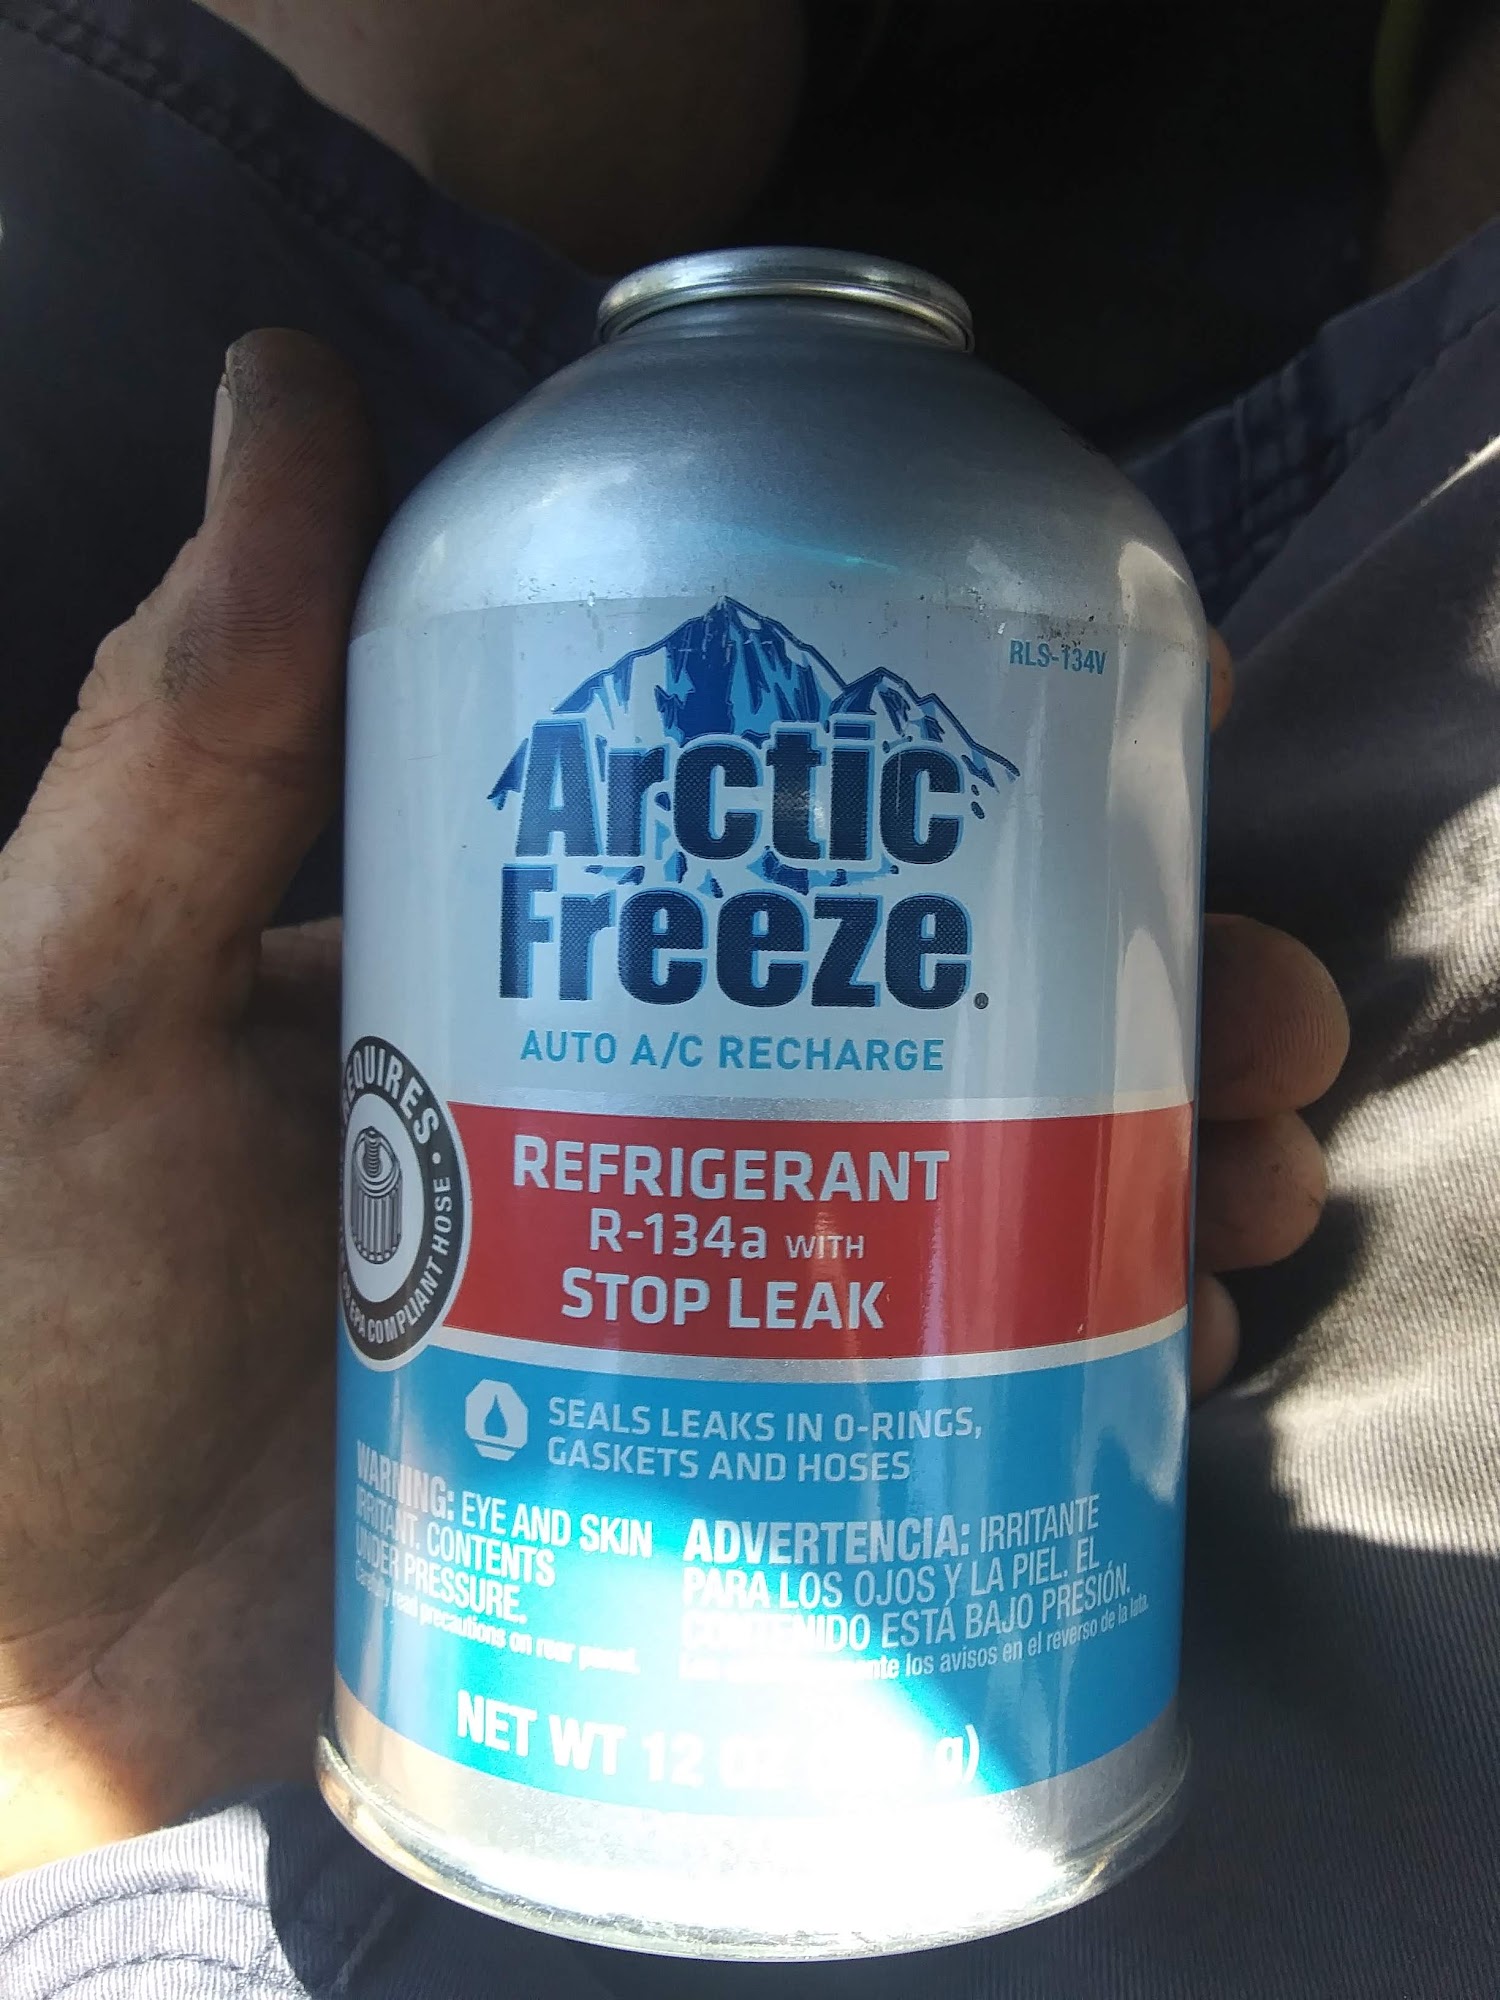 RLS-134V
Arctic
Freeze®
AUTO A/C RECHARGE
REQUIRES • EPA COMPLIANT HOSE •
REFRIGERANT
R-134a WITH
STOP LEAK
SEALS LEAKS IN O-RINGS,
GASKETS AND HOSES
WARNING: EYE AND SKIN
IRRITANT. CONTENTS
UNDER PRESSURE.
Carefully read precautions on rear panel.
ADVERTENCIA: IRRITANTE
PARA LOS OJOS Y LA PIEL. EL
CONTENIDO ESTÁ BAJO PRESIÓN.
los avisos en el reverso de la lata.
NET WT 12 OZ g)